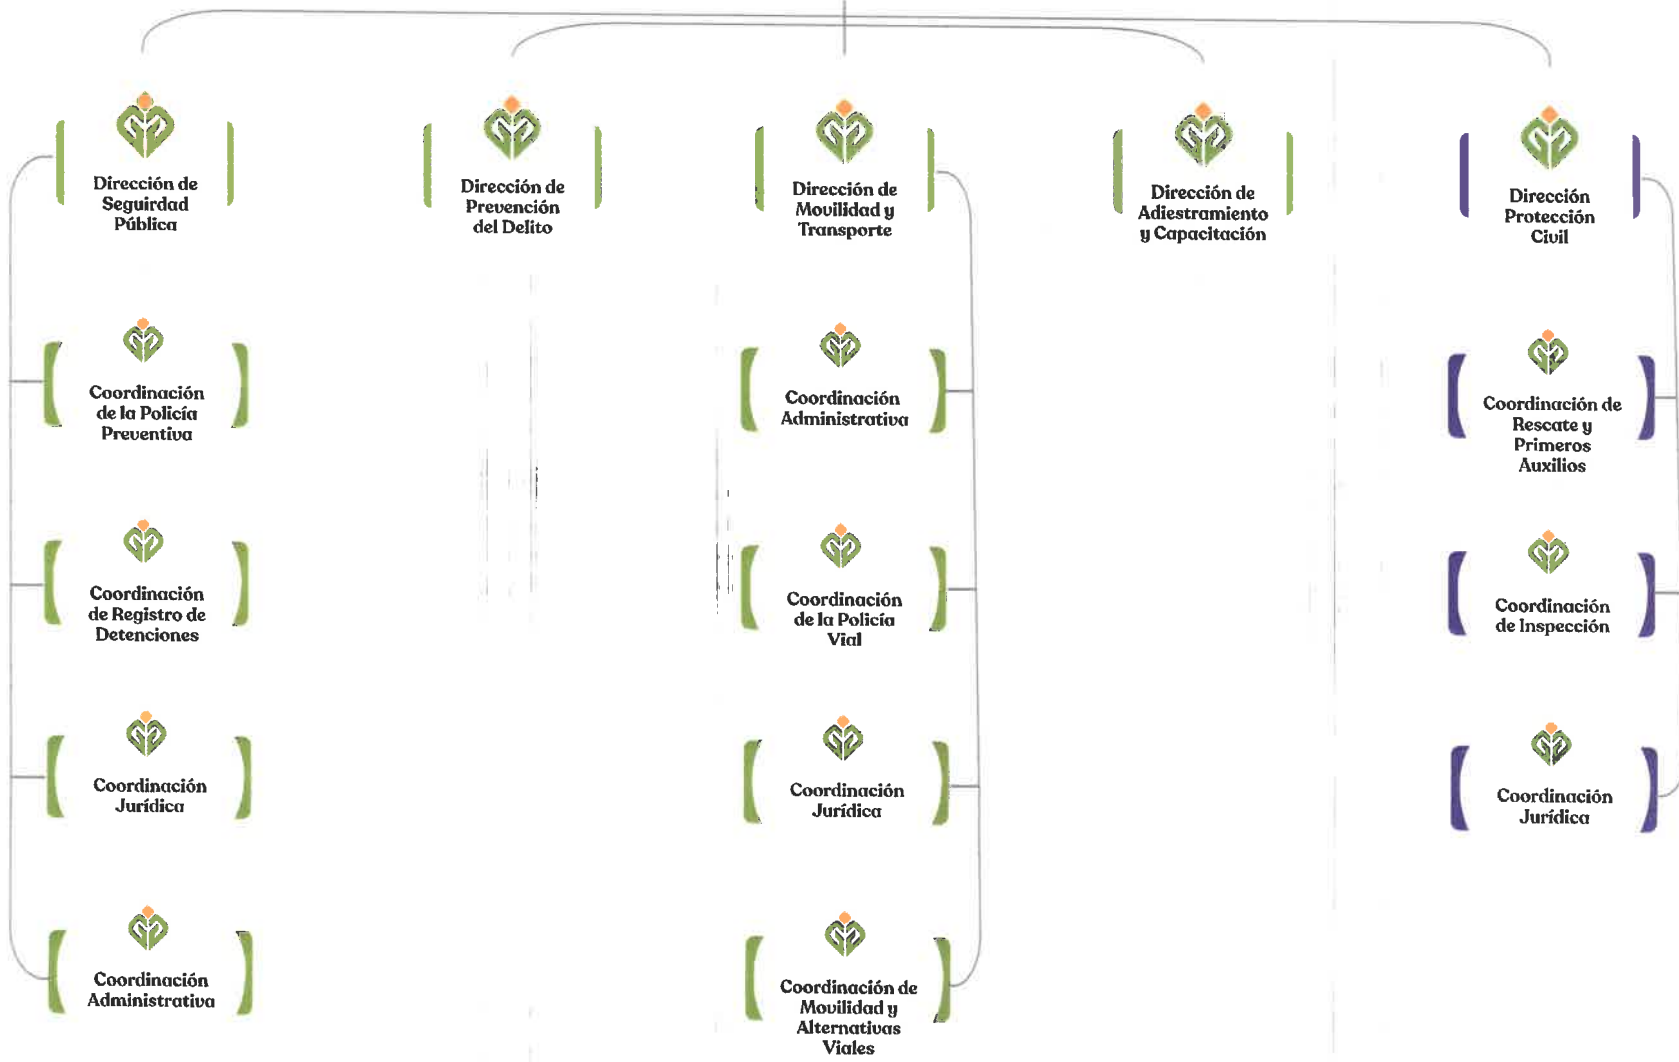 Dirección de
Seguirdad
Pública
Dirección de
Prevención
del Delito
Dirección de
Movilidad y
Transporte
Dirección de
Adiestramiento
y Capacitación
Dirección
Protección
Civil
Coordinación
de la Policía
Preventiva
Coordinación
Administrativa
Coordinación de
Rescate y
Primeros
Auxilios
Coordinación
de Registro de
Detenciones
Coordinación
de la Policía
Vial
Coordinación
de Inspección
Coordinación
Jurídica
Coordinación
Jurídica
Coordinación
Jurídica
Coordinación
Administrativa
Coordinación de
Movilidad y
Alternativas
Viales